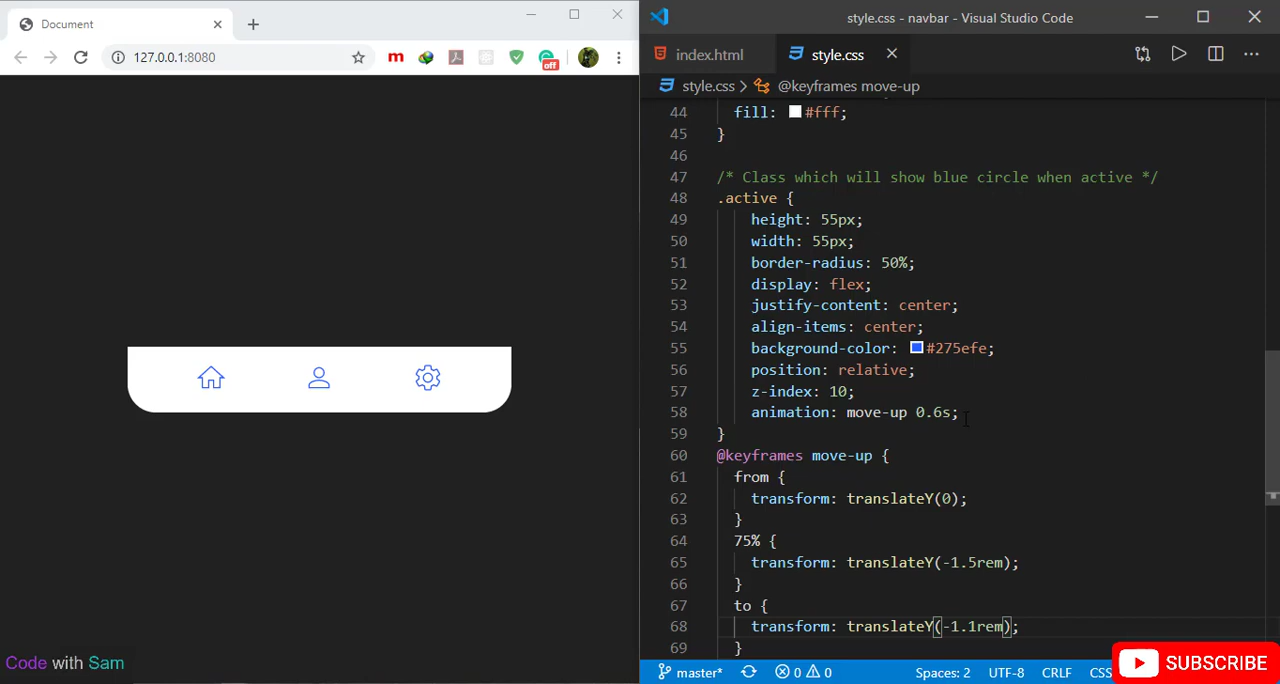 Document
127.0.0.1:8080
m
off
Code with Sam
style.css - navbar - Visual Studio Code
index.html
style.css
style.css > @keyframes move-up
44 fill: #fff;
45 }
46
47 /* Class which will show blue circle when active */
48 .active {
49 height: 55px;
50 width: 55px;
51 border-radius: 50%;
52 display: flex;
53 justify-content: center;
54 align-items: center;
55 background-color: #275efe;
56 position: relative;
57 z-index: 10;
58 animation: move-up 0.6s;
59 }
60 @keyframes move-up {
61 from {
62 transform: translateY(0);
63 }
64 75% {
65 transform: translateY(-1.5rem);
66 }
67 to {
68 transform: translateY(-1.1rem);
69 }
master* 0 0 Spaces: 2 UTF-8 CRLF CSS
SUBSCRIBE